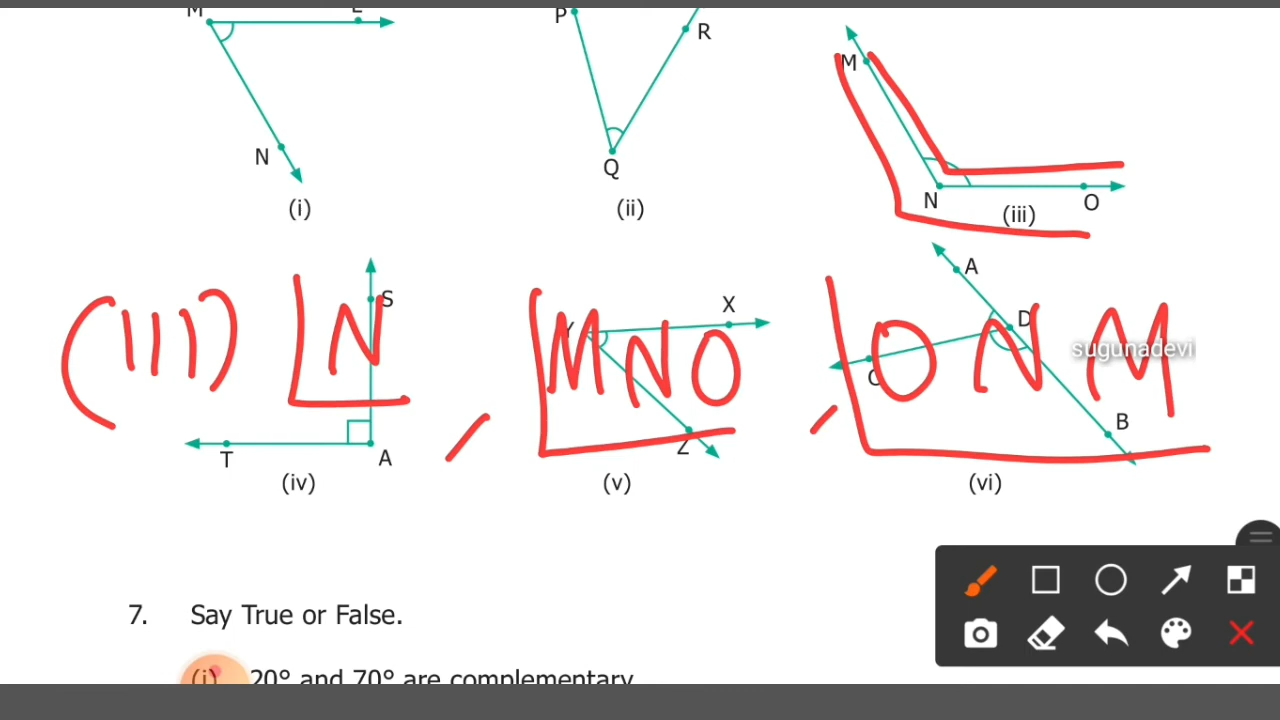 M L
P R
M
N Q N O
(i) (ii) (iii)
A
S X D
(III) ∠N , ∠MNO , ∠ONM
Y C sugunadevi
B
T A Z
(iv) (v) (vi)
7. Say True or False.
(i) 20° and 70° are complementary